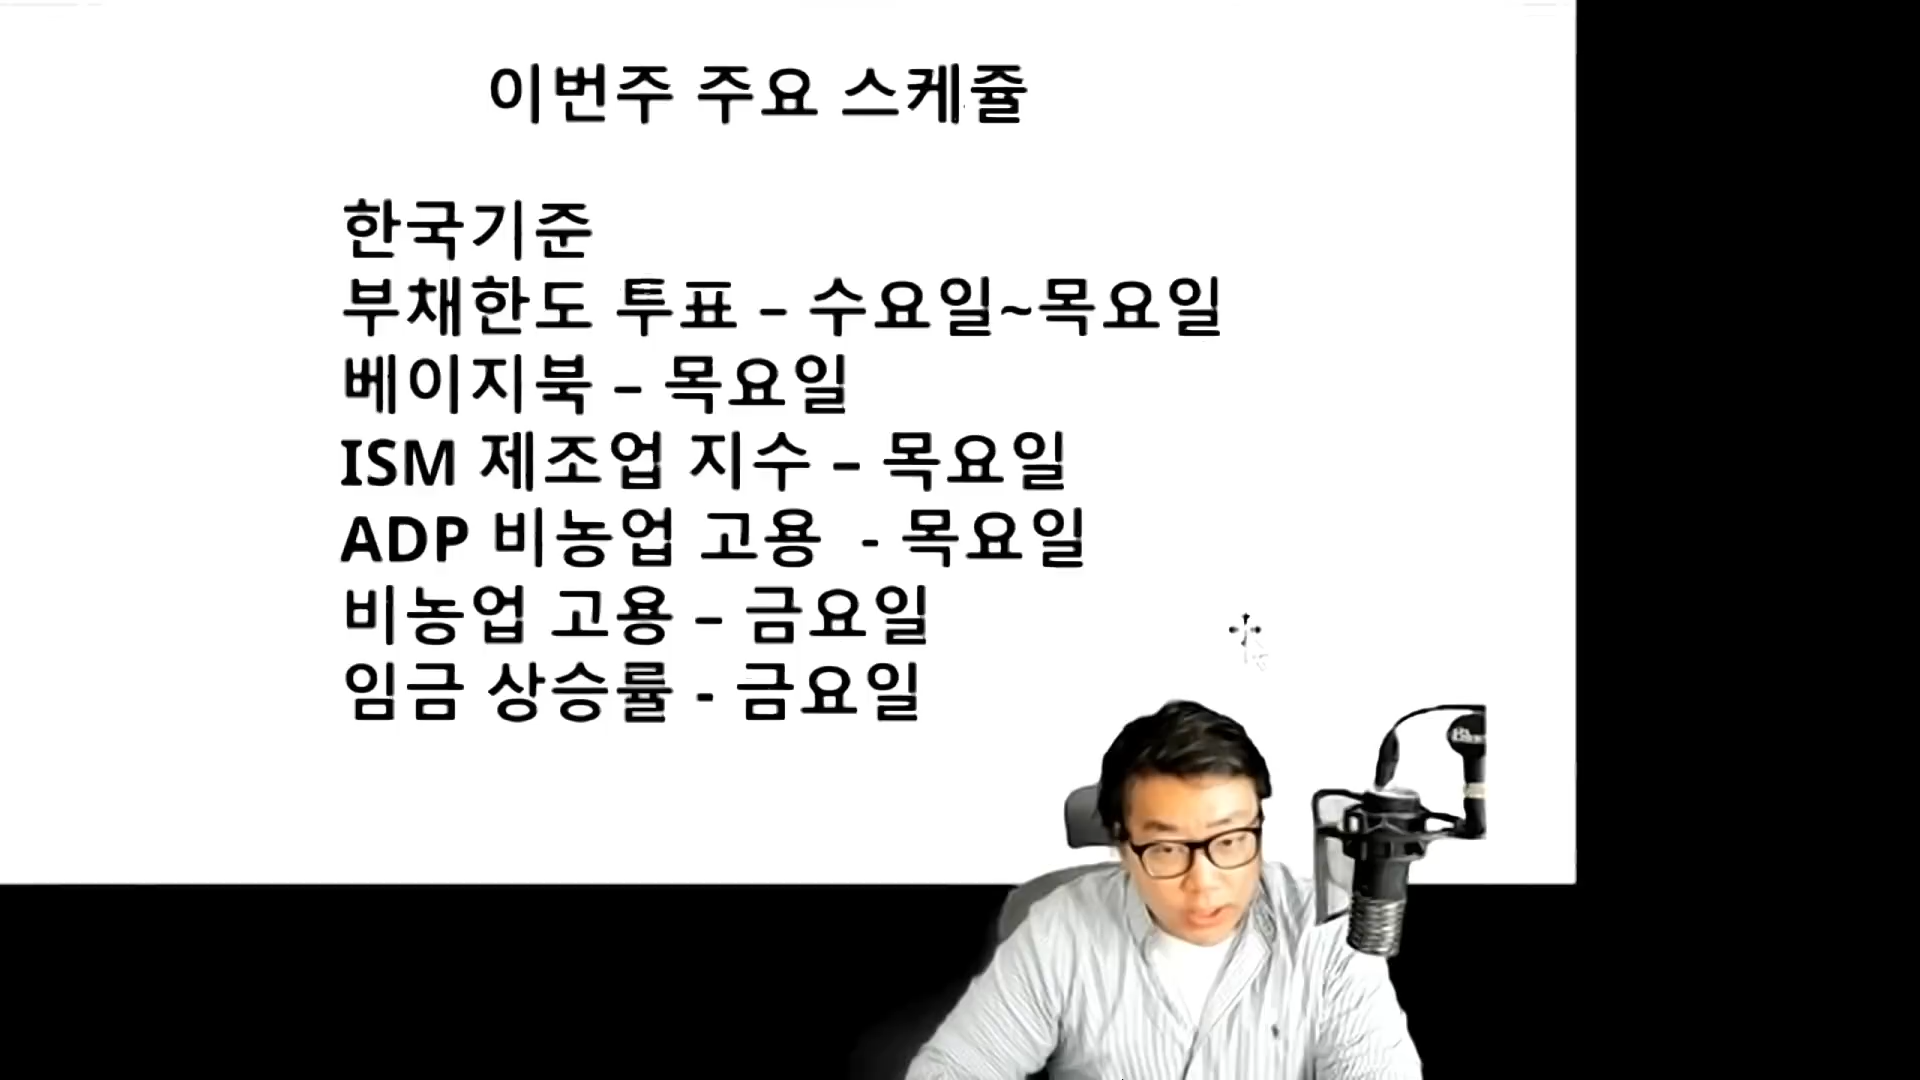 이번주 주요 스케쥴
한국기준
부채한도 투표 – 수요일~목요일
베이지북 – 목요일
ISM 제조업 지수 – 목요일
ADP 비농업 고용  - 목요일
비농업 고용 – 금요일
임금 상승률 - 금요일